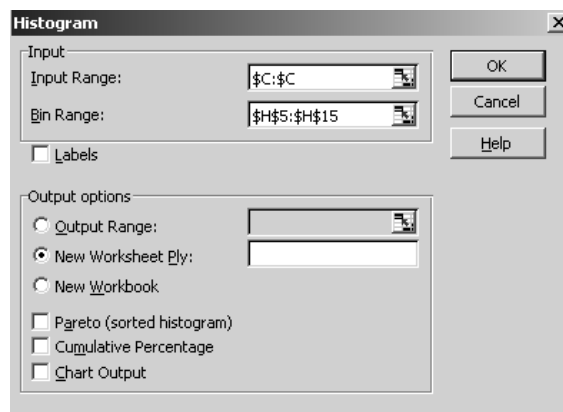 Histogram
Input
Input Range:
$C:$C
Bin Range:
$H$5:$H$15
Labels
OK
Cancel
Help
Output options
Output Range:
New Worksheet Ply:
New Workbook
Pareto (sorted histogram)
Cumulative Percentage
Chart Output